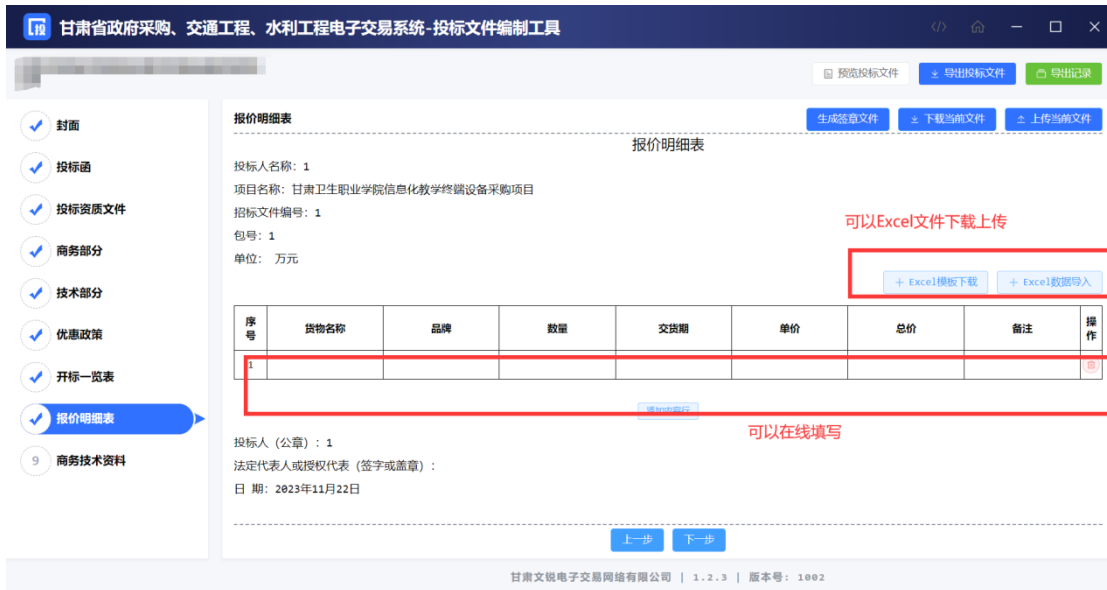 投 甘肃省政府采购、交通工程、水利工程电子交易系统-投标文件编制工具
预览投标文件 导出投标文件 导出记录
封面
投标函
投标资质文件
商务部分
技术部分
优惠政策
开标一览表
报价明细表
9 商务技术资料
报价明细表 生成签章文件 下载当前文件 上传当前文件
报价明细表
投标人名称: 1
项目名称: 甘肃卫生职业学院信息化教学终端设备采购项目
招标文件编号: 1
包号: 1
单位: 万元
可以Excel文件下载上传
+ Excel模板下载 + Excel数据导入
序号 货物名称 品牌 数量 交货期 单价 总价 备注 操作
1
可以在线填写
投标人 (公章) : 1
法定代表人或授权代表 (签字或盖章) :
日 期: 2023年11月22日
上一步 下一步
甘肃文锐电子交易网络有限公司 | 1.2.3 | 版本号: 1002